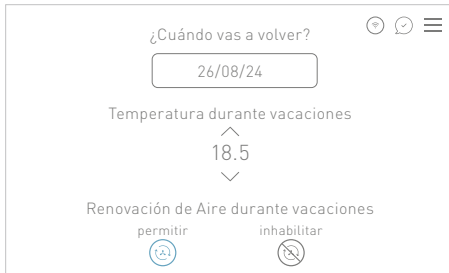 ¿Cuándo vas a volver?
26/08/24
Temperatura durante vacaciones
18.5
Renovación de Aire durante vacaciones
permitir inhabilitar